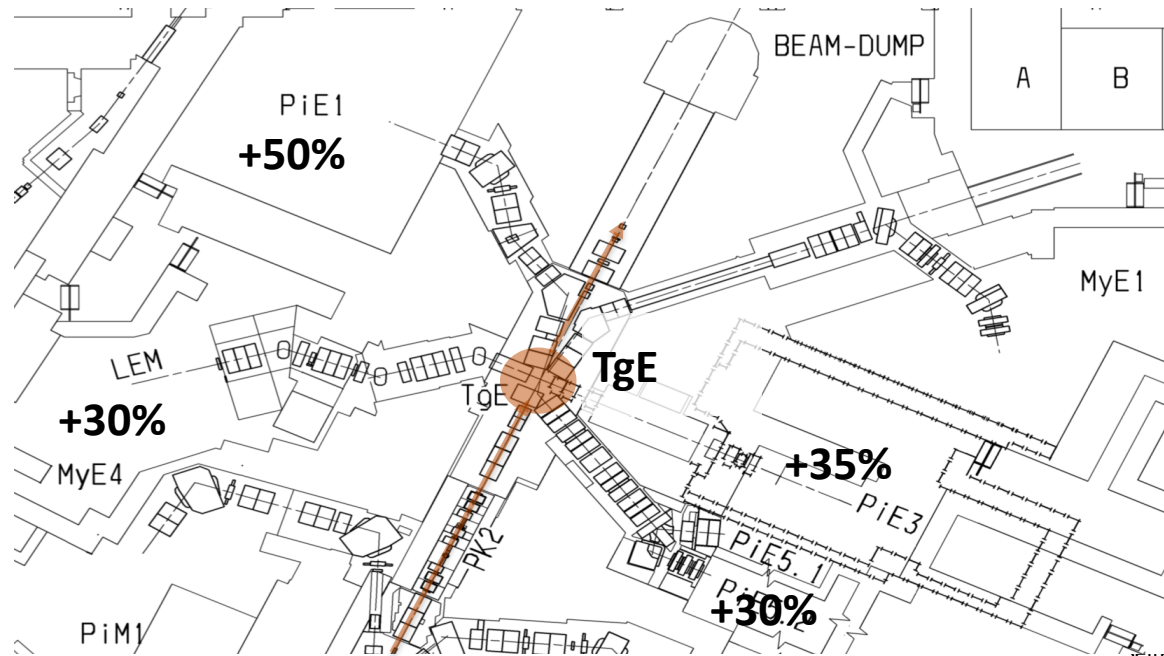 BEAM-DUMP
A
B
PiE1
+50%
MyE1
LEM
TgE
TgE
+30%
MyE4
+35%
PiE3
PK2
PiE5.1
+30%
PiM1